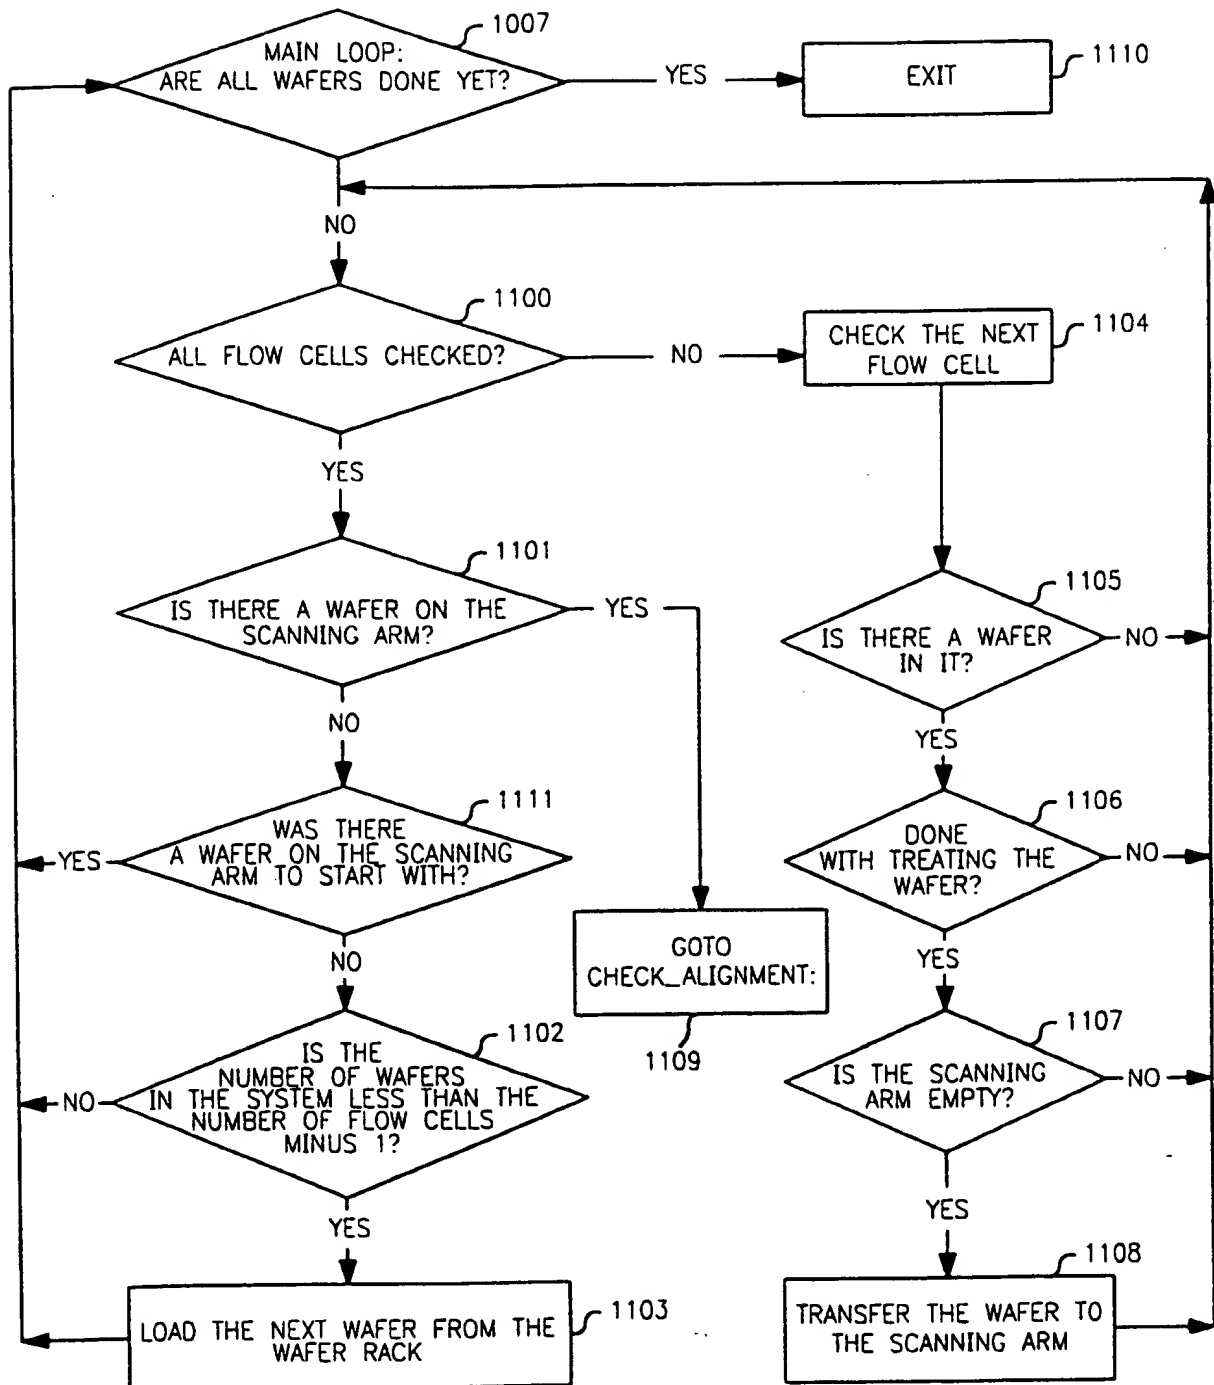 1007
MAIN LOOP:
ARE ALL WAFERS DONE YET?
YES
EXIT
1110
NO
1100
ALL FLOW CELLS CHECKED?
NO
CHECK THE NEXT
FLOW CELL
1104
YES
1101
IS THERE A WAFER ON THE
SCANNING ARM?
YES
1105
IS THERE A WAFER
IN IT?
NO
NO
YES
1111
WAS THERE
A WAFER ON THE SCANNING
ARM TO START WITH?
YES
1106
DONE
WITH TREATING THE
WAFER?
NO
NO
GOTO
CHECK_ALIGNMENT:
1109
YES
1102
IS THE
NUMBER OF WAFERS
IN THE SYSTEM LESS THAN THE
NUMBER OF FLOW CELLS
MINUS 1?
NO
1107
IS THE SCANNING
ARM EMPTY?
NO
YES
YES
LOAD THE NEXT WAFER FROM THE
WAFER RACK
1103
1108
TRANSFER THE WAFER TO
THE SCANNING ARM